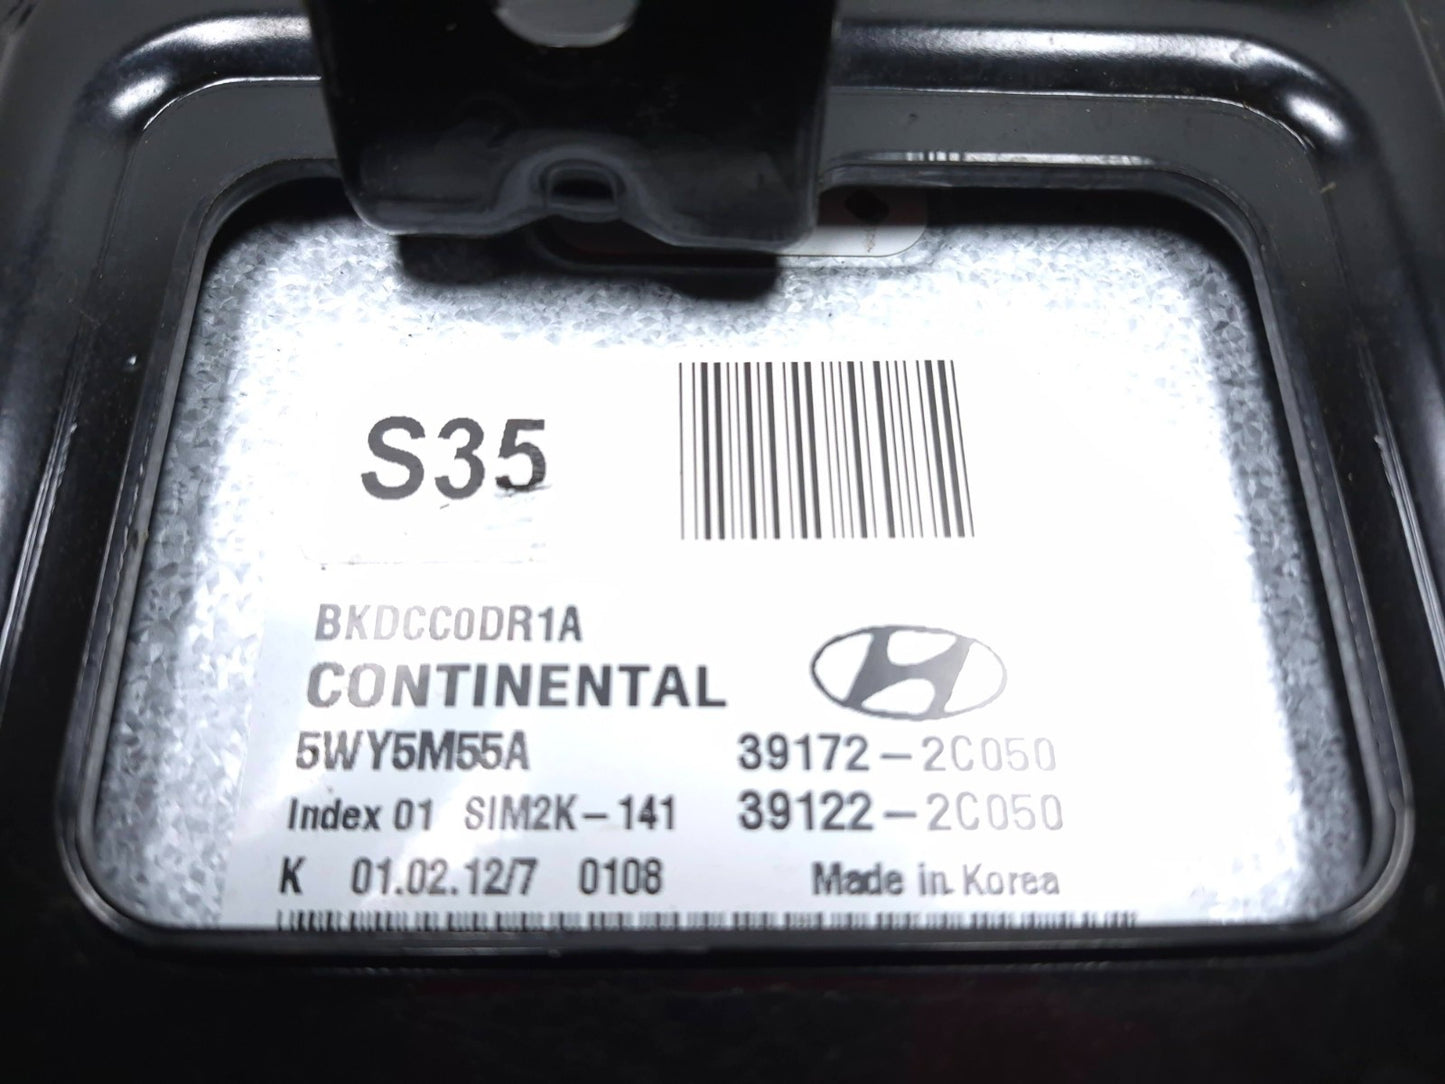 S35
BKDCC0DR1A
CONTINENTAL
5WY5M55A 39172-2C050
Index 01 SIM2K-141 39122-2C050
K 01.02.12/7 0108 Made in Korea